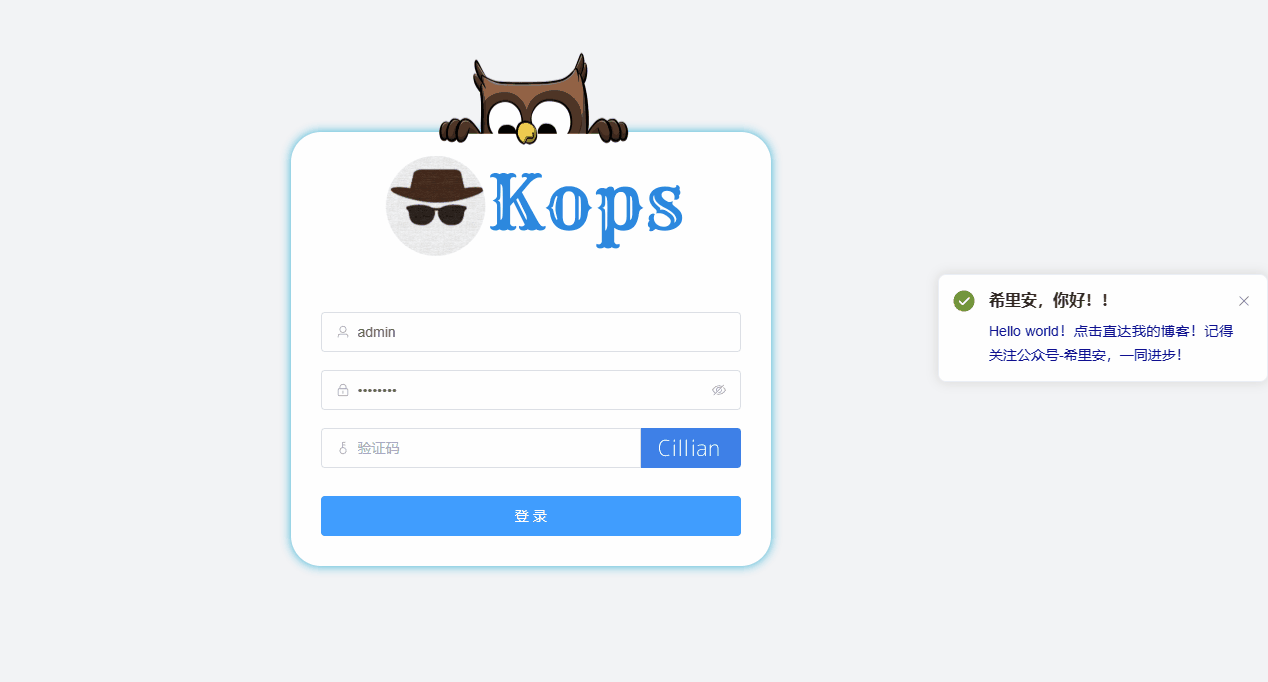 Kops
admin
••••••••
验证码
Cillian
登 录
希里安，你好！！
Hello world！点击直达我的博客！记得
关注公众号-希里安，一同进步！